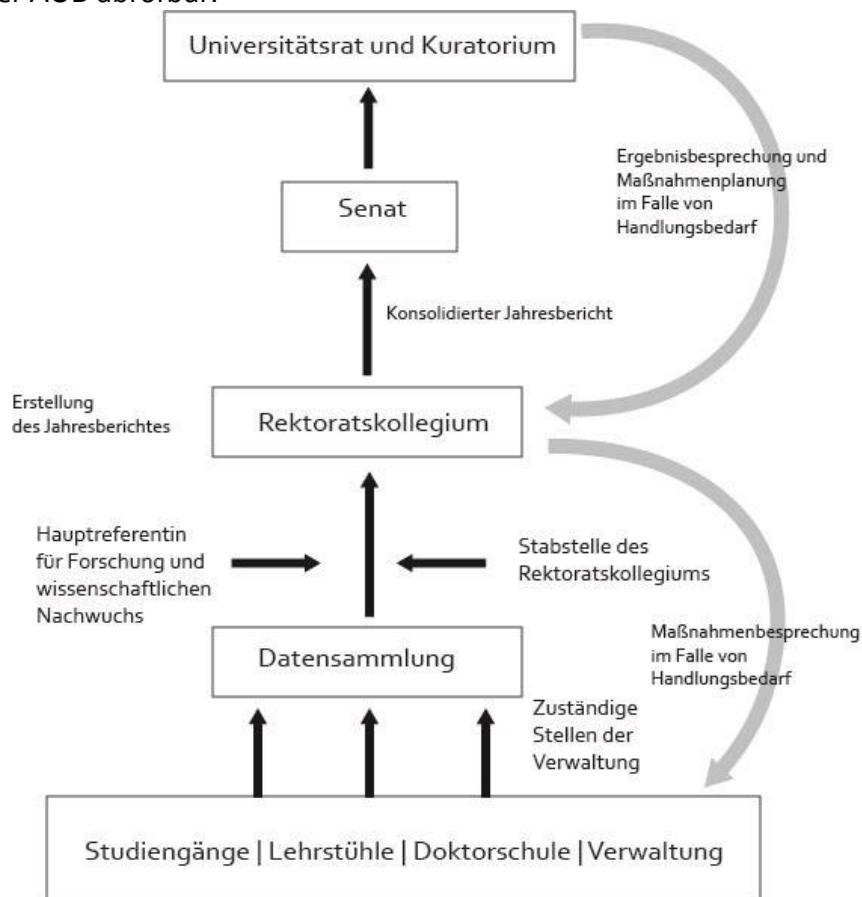 Universitätsrat und Kuratorium
Ergebnisbesprechung und
Maßnahmenplanung
im Falle von
Handlungsbedarf
Senat
Konsolidierter Jahresbericht
Erstellung
des Jahresberichtes
Rektoratskollegium
Hauptreferentin
für Forschung und
wissenschaftlichen
Nachwuchs
Stabstelle des
Rektoratskollegiums
Maßnahmenbesprechung
im Falle von
Handlungsbedarf
Datensammlung
Zuständige
Stellen der
Verwaltung
Studiengänge | Lehrstühle | Doktorschule | Verwaltung